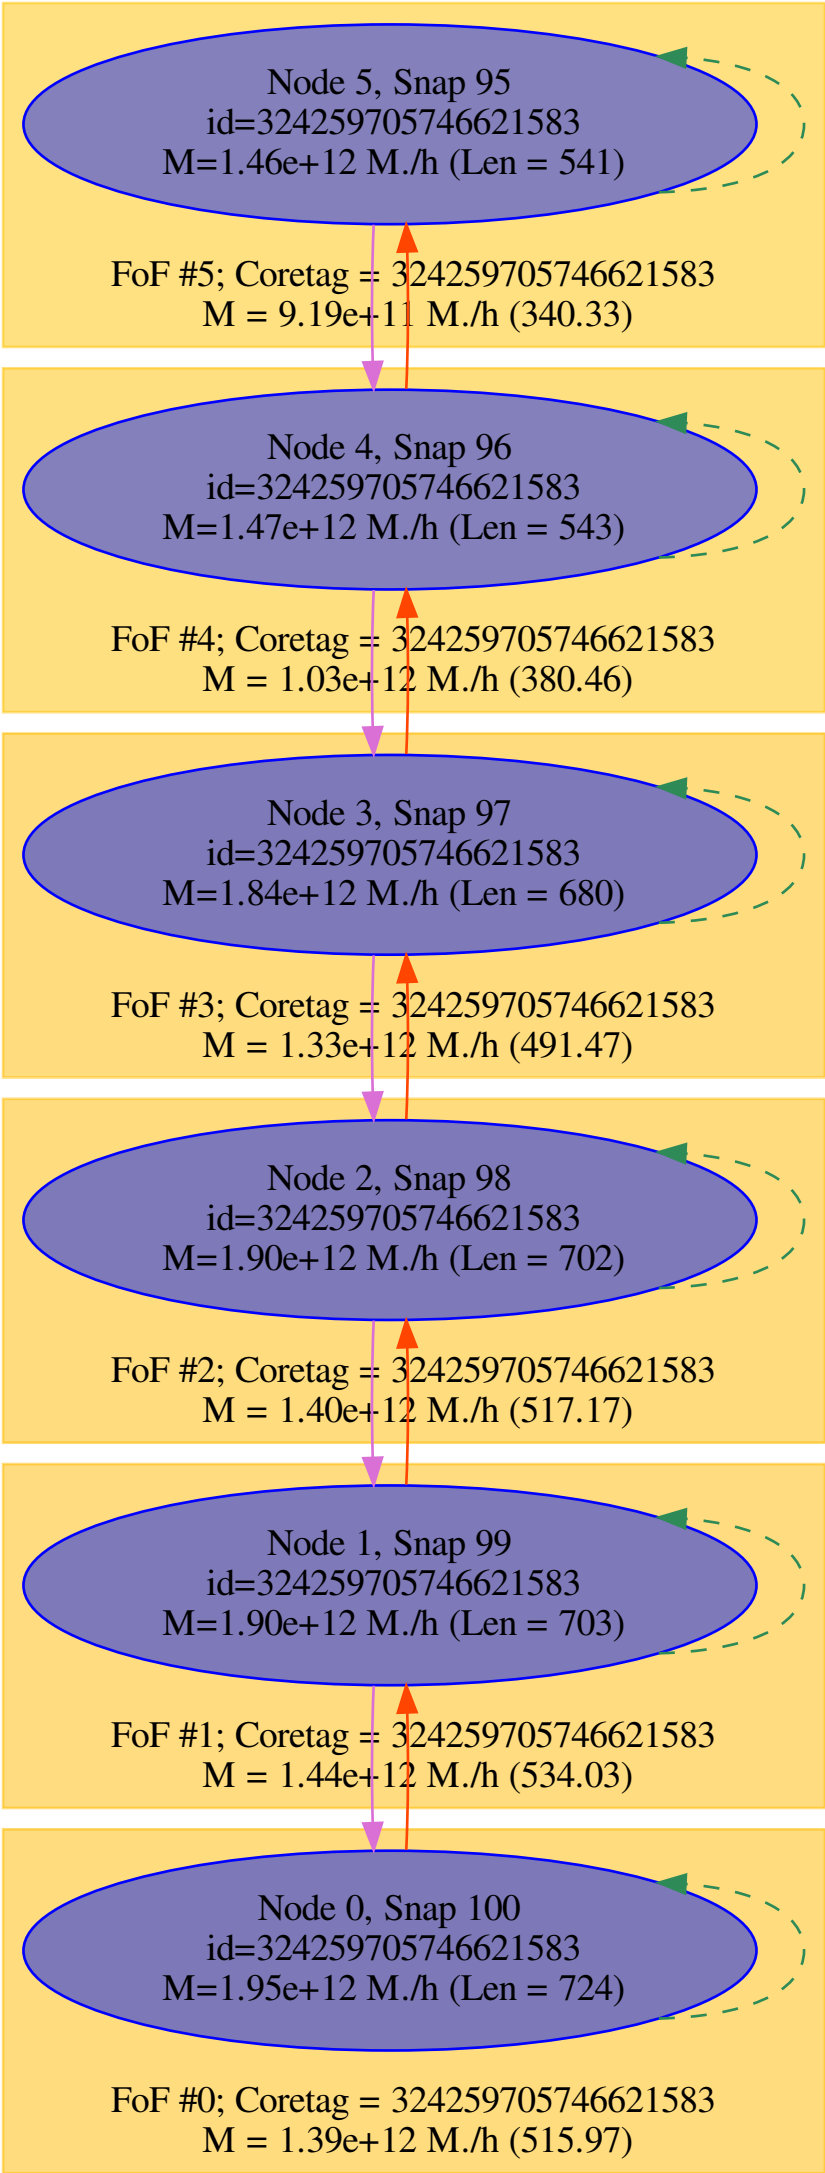 Node 5, Snap 95
id=324259705746621583
M=1.46e+12 M./h (Len = 541)
FoF #5; Coretag = 324259705746621583
M = 9.19e+11 M./h (340.33)
Node 4, Snap 96
id=324259705746621583
M=1.47e+12 M./h (Len = 543)
FoF #4; Coretag = 324259705746621583
M = 1.03e+12 M./h (380.46)
Node 3, Snap 97
id=324259705746621583
M=1.84e+12 M./h (Len = 680)
FoF #3; Coretag = 324259705746621583
M = 1.33e+12 M./h (491.47)
Node 2, Snap 98
id=324259705746621583
M=1.90e+12 M./h (Len = 702)
FoF #2; Coretag = 324259705746621583
M = 1.40e+12 M./h (517.17)
Node 1, Snap 99
id=324259705746621583
M=1.90e+12 M./h (Len = 703)
FoF #1; Coretag = 324259705746621583
M = 1.44e+12 M./h (534.03)
Node 0, Snap 100
id=324259705746621583
M=1.95e+12 M./h (Len = 724)
FoF #0; Coretag = 324259705746621583
M = 1.39e+12 M./h (515.97)